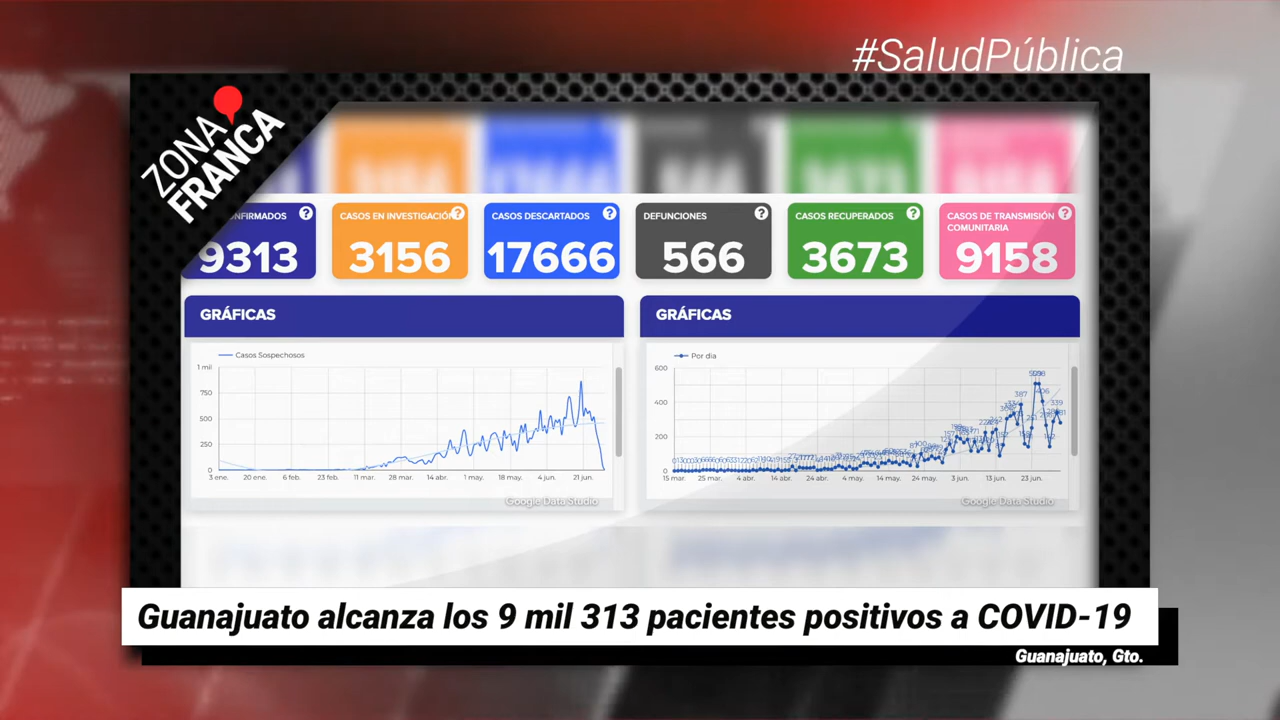 #SaludPública
ZONA
FRANCA
CASOS EN INVESTIGACIÓN ?
CASOS DESCARTADOS ?
DEFUNCIONES ?
CASOS RECUPERADOS ?
CASOS DE TRANSMISIÓN ?
COMUNITARIA
9313
3156
17666
566
3673
9158
GRÁFICAS
GRÁFICAS
Casos Sospechosos
1 mil
750
500
250
0
3 ene. 20 ene. 6 feb. 23 feb. 11 mar. 28 mar. 14 abr. 1 may. 18 may. 4 jun. 21 jun.
Google Data Studio
Por dia
600
400
200
0
15 mar. 25 mar. 4 abr. 14 abr. 24 abr. 4 may. 14 may. 24 may. 3 jun. 13 jun. 23 jun.
387
339
Google Data Studio
Guanajuato alcanza los 9 mil 313 pacientes positivos a COVID-19
Guanajuato, Gto.